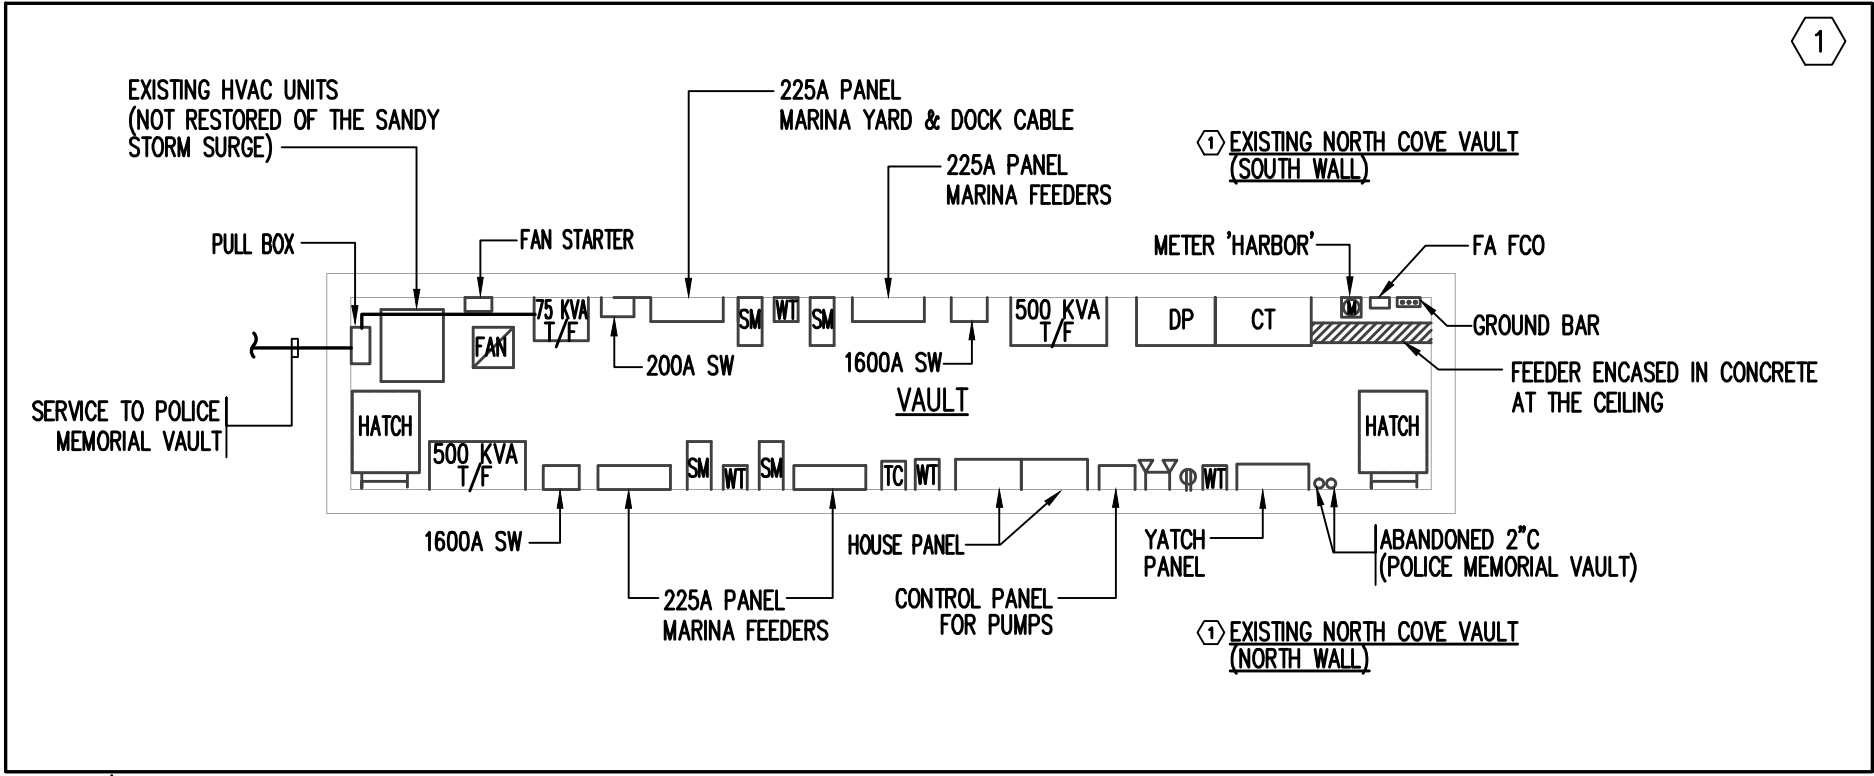 1
EXISTING HVAC UNITS
(NOT RESTORED OF THE SANDY
STORM SURGE)
225A PANEL
MARINA YARD & DOCK CABLE
225A PANEL
MARINA FEEDERS
1 EXISTING NORTH COVE VAULT
(SOUTH WALL)
PULL BOX
FAN STARTER
METER 'HARBOR'
FA FCO
75 KVA
T/F
SM
WT
SM
500 KVA
T/F
DP
CT
M
GROUND BAR
FAN
200A SW
1600A SW
FEEDER ENCASED IN CONCRETE
AT THE CEILING
VAULT
SERVICE TO POLICE
MEMORIAL VAULT
HATCH
HATCH
500 KVA
T/F
SM
WT
SM
TC
WT
WT
1600A SW
HOUSE PANEL
YATCH
PANEL
ABANDONED 2"C
(POLICE MEMORIAL VAULT)
225A PANEL
MARINA FEEDERS
CONTROL PANEL
FOR PUMPS
1 EXISTING NORTH COVE VAULT
(NORTH WALL)